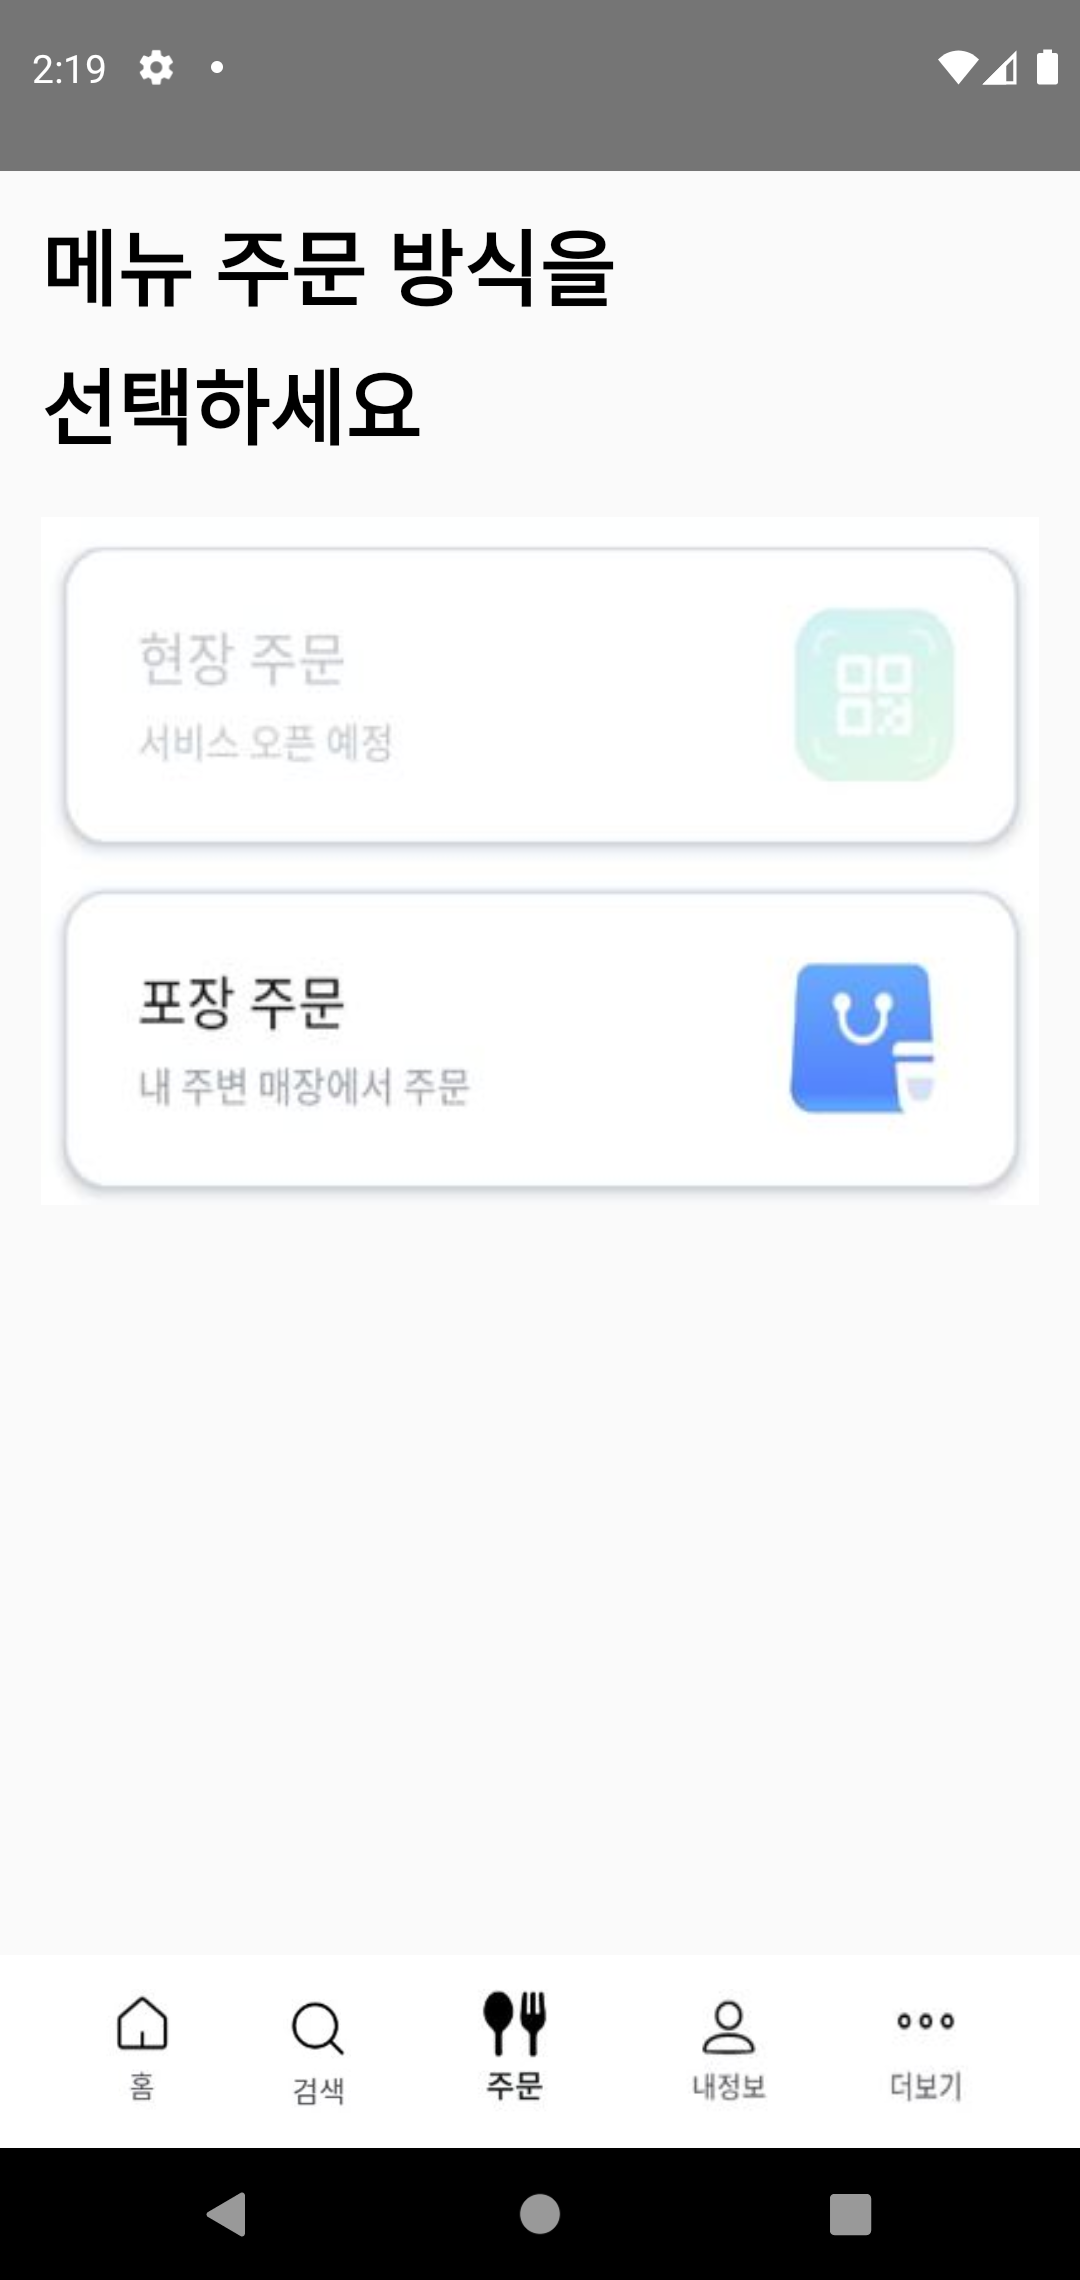 2:19
메뉴 주문 방식을
선택하세요
현장 주문
서비스 오픈 예정
포장 주문
내 주변 매장에서 주문
홈
검색
주문
내정보
더보기